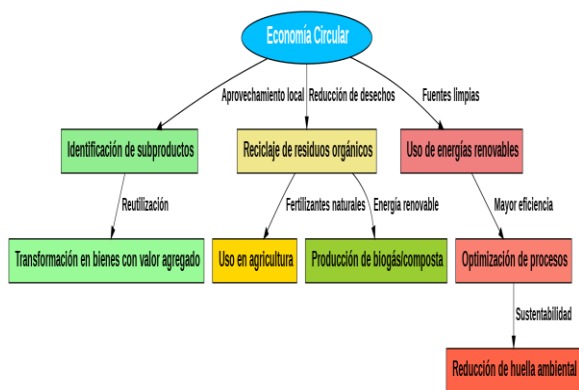 Economía Circular
Aprovechamiento local
Reducción de desechos
Fuentes limpias
Identificación de subproductos
Reciclaje de residuos orgánicos
Uso de energías renovables
Reutilización
Fertilizantes naturales
Energía renovable
Mayor eficiencia
Transformación en bienes con valor agregado
Uso en agricultura
Producción de biogás/composta
Optimización de procesos
Sustentabilidad
Reducción de huella ambiental